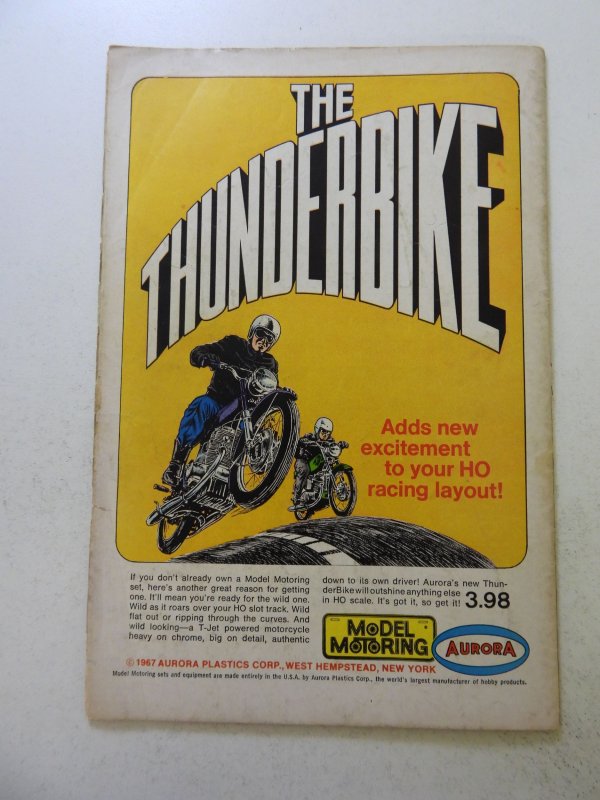 THE
THUNDERBIKE
Adds new
excitement
to your HO
racing layout!
If you don't already own a Model Motoring
set, here's another great reason for getting
one. It'll mean you're ready for the wild one.
Wild as it roars over your HO slot track. Wild
flat out or ripping through the curves. And
wild looking—a T-Jet powered motorcycle
heavy on chrome, big on detail, authentic
down to its own driver! Aurora's new Thun-
derBike will outshine anything else
in HO scale. It's got it, so get it! 3.98
MODEL
MOTORING
AURORA
© 1967 AURORA PLASTICS CORP., WEST HEMPSTEAD, NEW YORK
Model Motoring sets and equipment are made entirely in the U.S.A. by Aurora Plastics Corp., the world's largest manufacturer of hobby products.